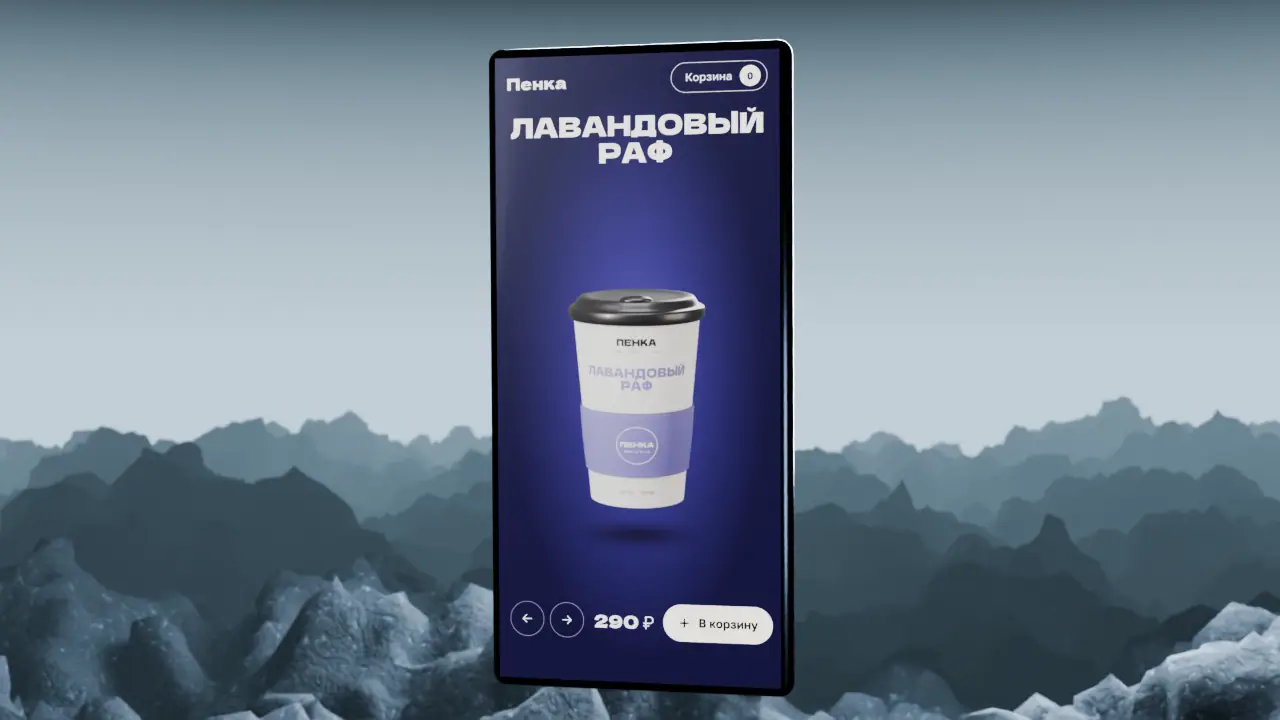 Пенка
Корзина 0
ЛАВАНДОВЫЙ
РАФ
ПЕНКА
ЛАВАНДОВЫЙ
РАФ
ПЕНКА
290 ₽
+ В корзину